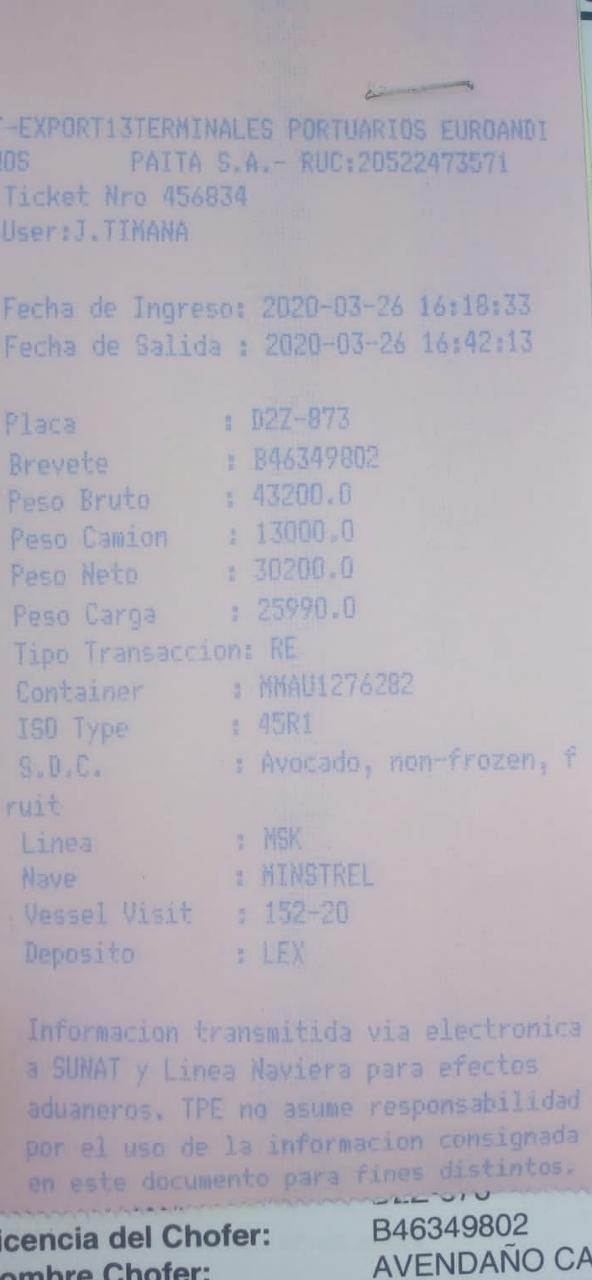 -EXPORT13TERMINALES PORTUARIOS EUROANDI
NOS PAITA S.A.- RUC:20522473571
Ticket Nro 456834
User:J.TIMANA
Fecha de Ingreso: 2020-03-26 16:18:33
Fecha de Salida : 2020-03-26 16:42:13
Placa : D2Z-873
Brevete : B46349802
Peso Bruto : 43200.0
Peso Camion : 13000.0
Peso Neto : 30200.0
Peso Carga : 25990.0
Tipo Transaccion: RE
Container : MMAU1276282
ISO Type : 45R1
S.D.C. : Avocado, non-frozen, f
ruit
Linea : MSK
Nave : MINSTREL
Vessel Visit : 152-20
Deposito : LEX
Informacion transmitida via electronica
a SUNAT y Linea Naviera para efectos
aduaneros. TPE no asume responsabilidad
por el uso de la informacion consignada
en este documento para fines distintos.
icencia del Chofer: B46349802
ombre Chofer: AVENDAÑO CA